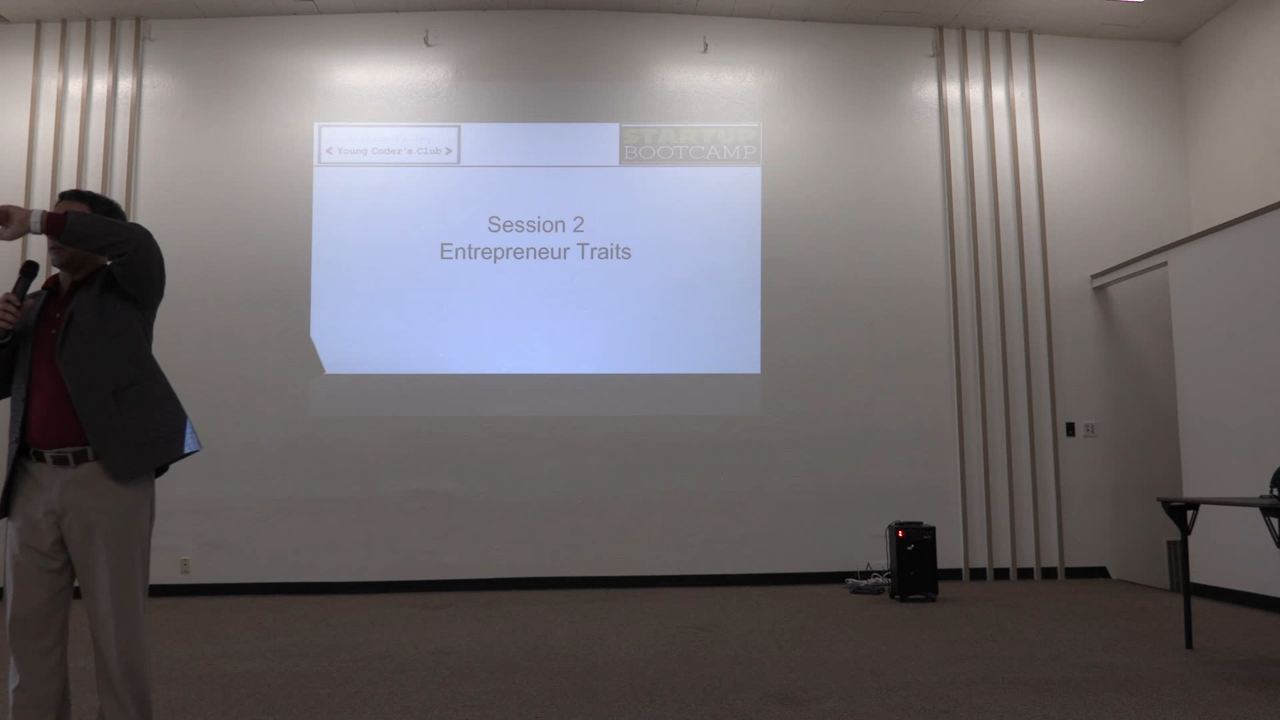 < Young Coder's Club >
STARTUP
BOOTCAMP
Session 2
Entrepreneur Traits